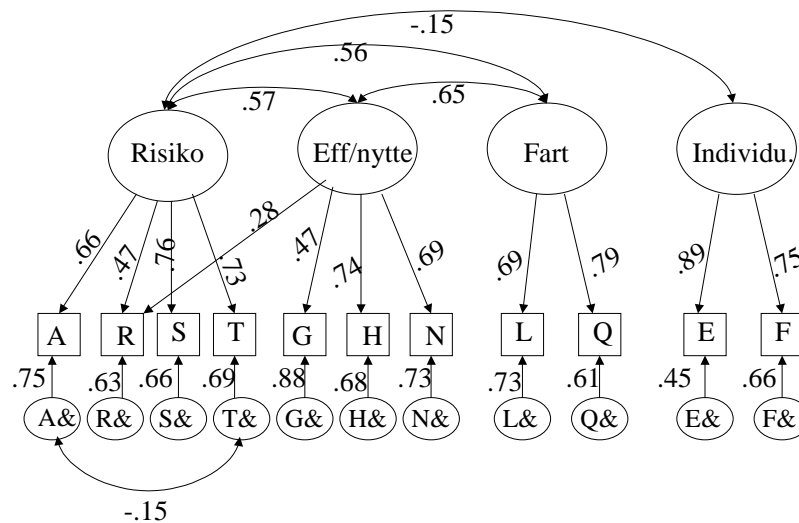 -.15
.56
.57
.65
Risiko Eff/nytte Fart Individu.
.66 .47 .76 .73 .28 .47 .74 .69 .69 .79 .89 .75
A R S T G H N L Q E F
.75 .63 .66 .69 .88 .68 .73 .73 .61 .45 .66
A& R& S& T& G& H& N& L& Q& E& F&
-.15